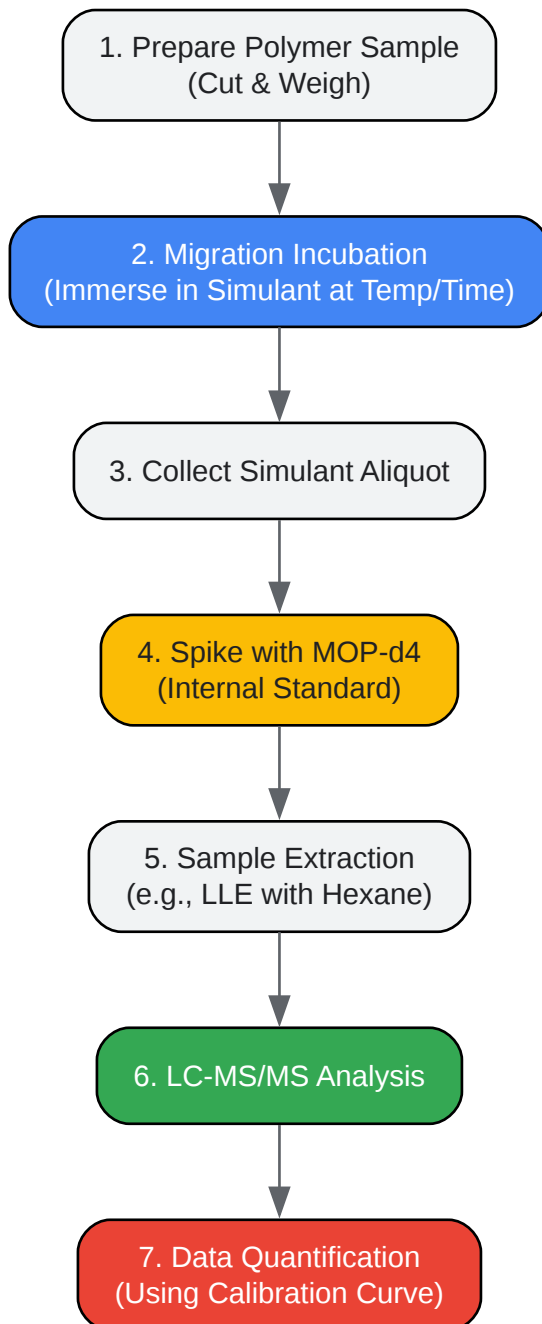 1. Prepare Polymer Sample
(Cut & Weigh)
2. Migration Incubation
(Immerse in Simulant at Temp/Time)
3. Collect Simulant Aliquot
4. Spike with MOP-d4
(Internal Standard)
5. Sample Extraction
(e.g., LLE with Hexane)
6. LC-MS/MS Analysis
7. Data Quantification
(Using Calibration Curve)